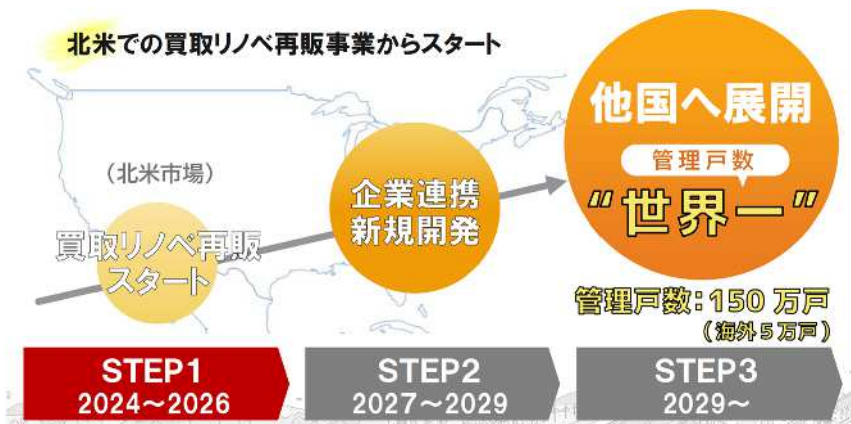 北米での買取リノベ再販事業からスタート
他国へ展開
管理戸数
“世界一”
（北米市場）
企業連携
新規開発
買取リノベ再販
スタート
管理戸数：150万戸
（海外5万戸）
STEP1
2024～2026
STEP2
2027～2029
STEP3
2029～